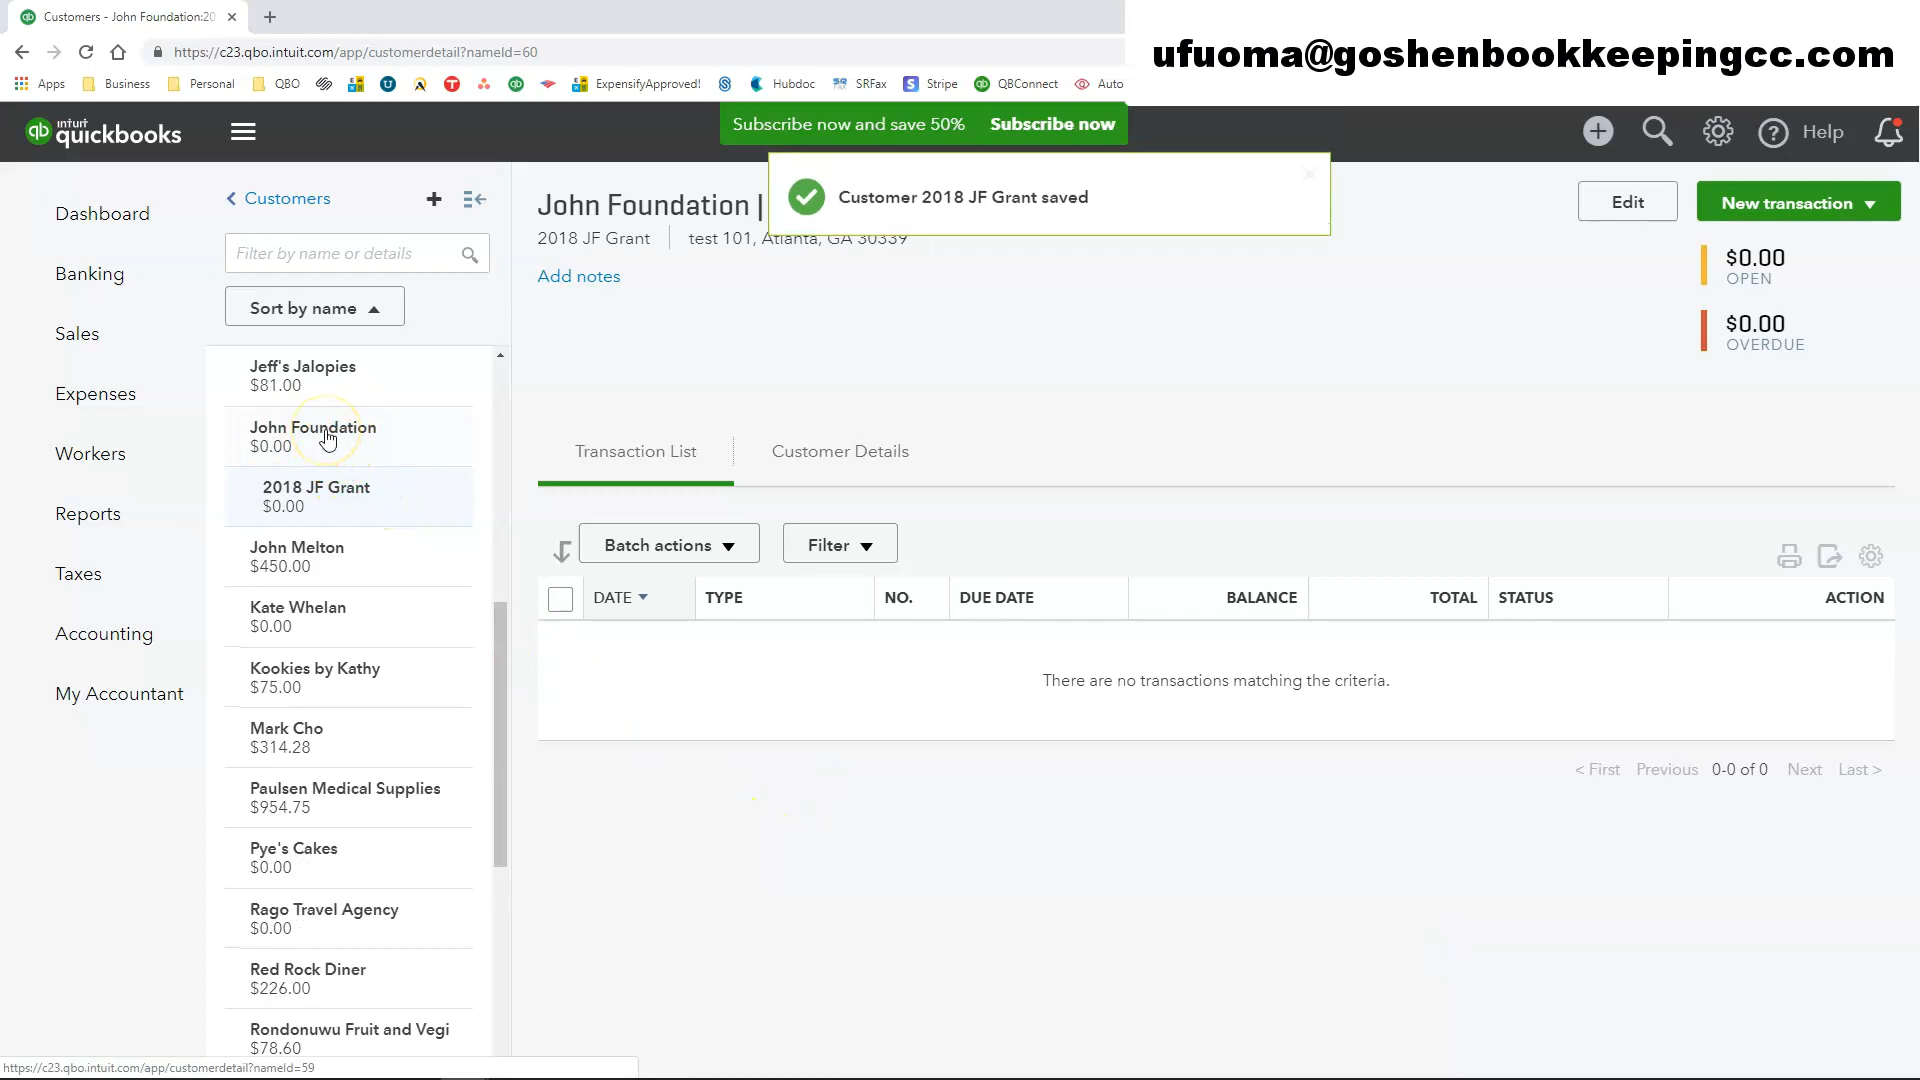 Customers - John Foundation:20
ufuoma@goshenbookkeepingcc.com
https://c23.qbo.intuit.com/app/customerdetail?nameId=60
Apps Business Personal QBO ExpensifyApproved! Hubdoc SRFax Stripe QBConnect Auto
intuit
quickbooks
Subscribe now and save 50% Subscribe now
Help
Customer 2018 JF Grant saved
Dashboard
Banking
Sales
Expenses
Workers
Reports
Taxes
Accounting
My Accountant
Customers
Filter by name or details
Sort by name
Jeff's Jalopies
$81.00
John Foundation
$0.00
2018 JF Grant
$0.00
John Melton
$450.00
Kate Whelan
$0.00
Kookies by Kathy
$75.00
Mark Cho
$314.28
Paulsen Medical Supplies
$954.75
Pye's Cakes
$0.00
Rago Travel Agency
$0.00
Red Rock Diner
$226.00
Rondonuwu Fruit and Vegi
$78.60
John Foundation |
2018 JF Grant test 101, Atlanta, GA 30339
Add notes
Edit
New transaction
$0.00
OPEN
$0.00
OVERDUE
Transaction List Customer Details
Batch actions Filter
DATE TYPE NO. DUE DATE BALANCE TOTAL STATUS ACTION
There are no transactions matching the criteria.
< First Previous 0-0 of 0 Next Last >
https://c23.qbo.intuit.com/app/customerdetail?nameId=59